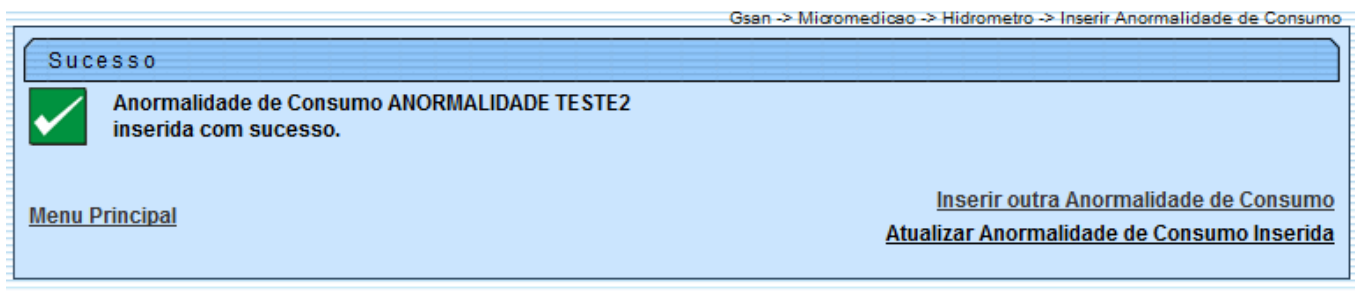 Gsan -> Micromedicao -> Hidrometro -> Inserir Anormalidade de Consumo
Sucesso
Anormalidade de Consumo ANORMALIDADE TESTE2
inserida com sucesso.
Inserir outra Anormalidade de Consumo
Menu Principal
Atualizar Anormalidade de Consumo Inserida